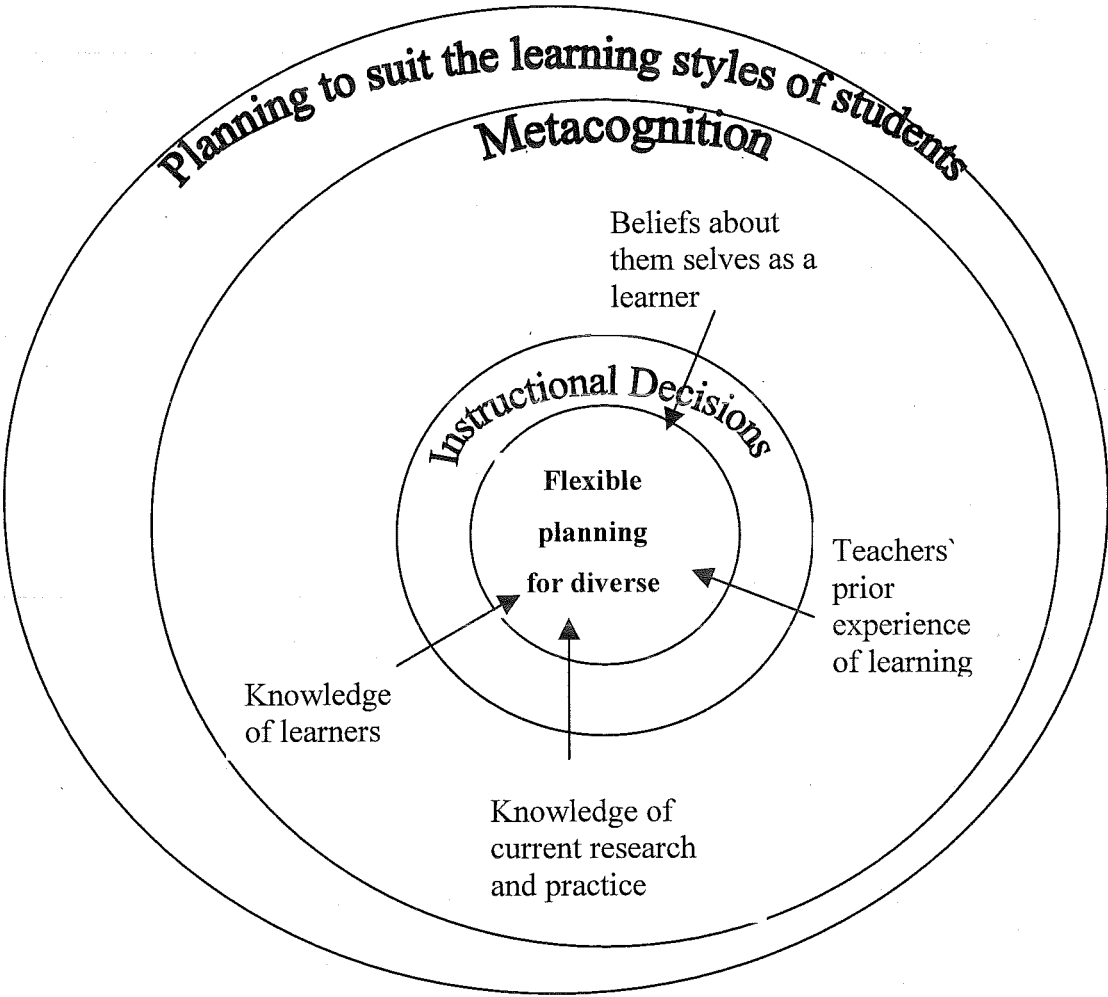 Planning to suit the learning styles of students
Metacognition
Beliefs about
them selves as a
learner
Instructional Decisions
Flexible
planning
for diverse
Teachers`
prior
experience
of learning
Knowledge
of learners
Knowledge of
current research
and practice